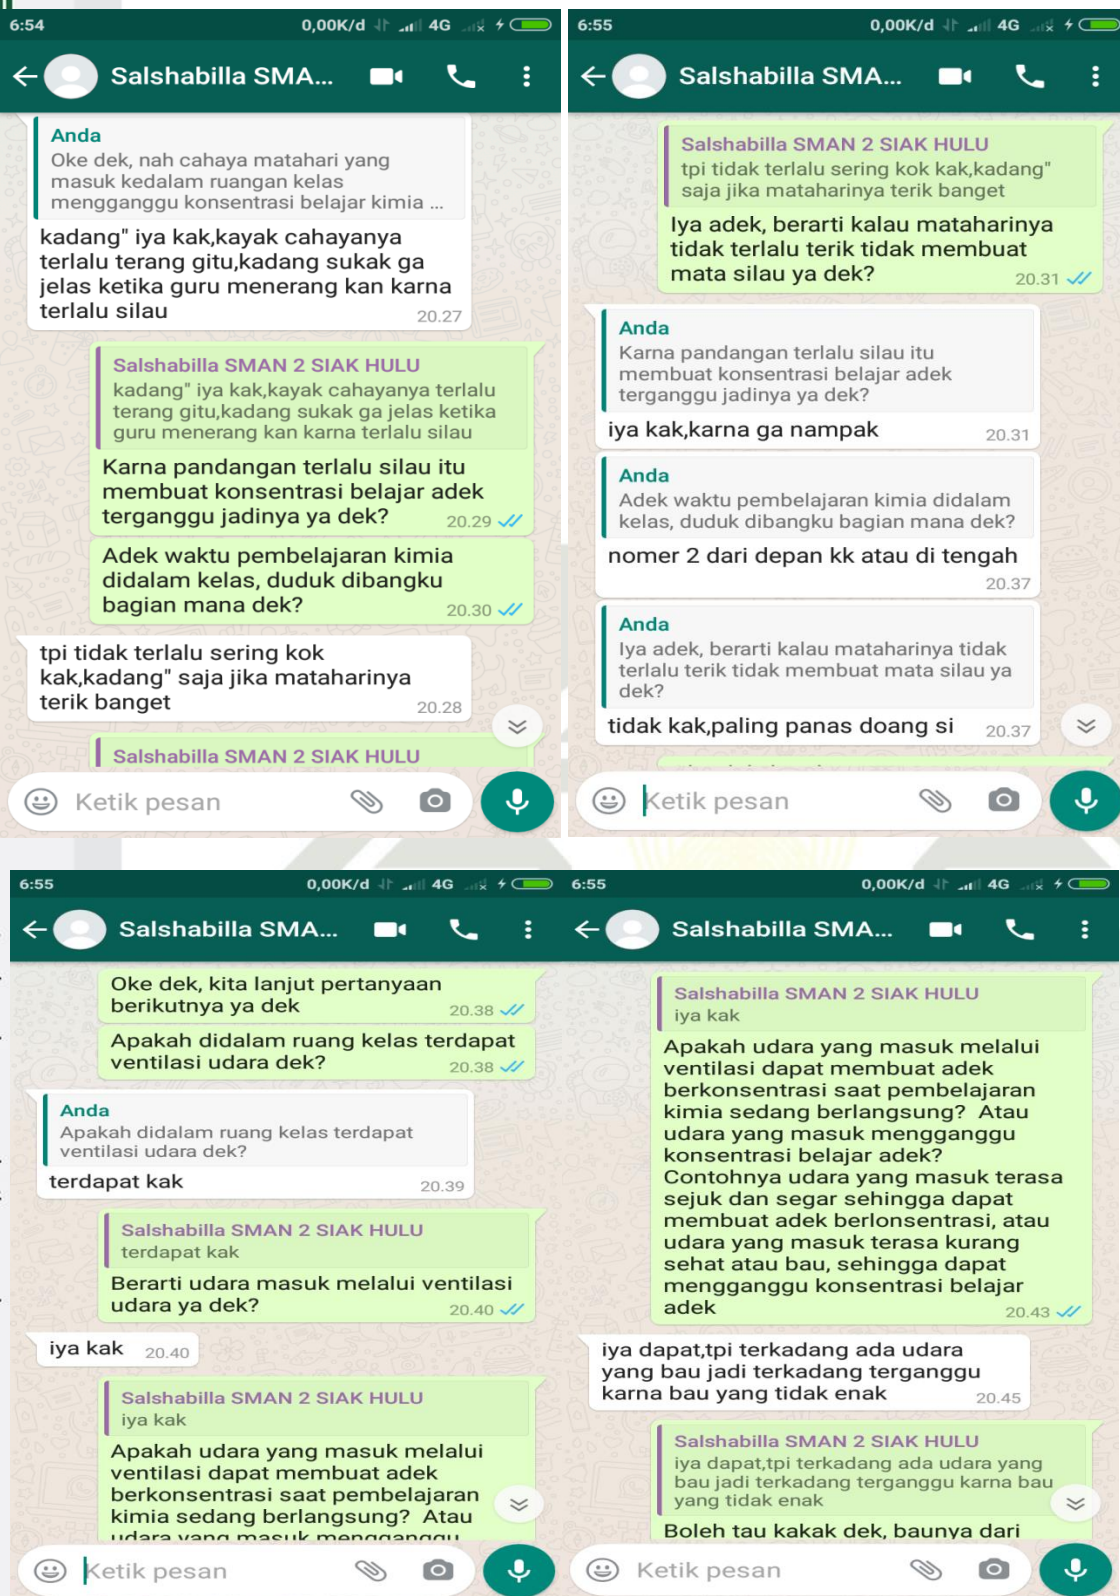 6:54
0,00K/d 4G
Salshabilla SMA...
Anda
Oke dek, nah cahaya matahari yang
masuk kedalam ruangan kelas
mengganggu konsentrasi belajar kimia ...
kadang" iya kak,kayak cahayanya
terlalu terang gitu,kadang sukak ga
jelas ketika guru menerang kan karna
terlalu silau
20.27
Salshabilla SMAN 2 SIAK HULU
kadang" iya kak,kayak cahayanya terlalu
terang gitu,kadang sukak ga jelas ketika
guru menerang kan karna terlalu silau
Karna pandangan terlalu silau itu
membuat konsentrasi belajar adek
terganggu jadinya ya dek?
20.29
Adek waktu pembelajaran kimia
didalam kelas, duduk dibangku
bagian mana dek?
20.30
tpi tidak terlalu sering kok
kak,kadang" saja jika mataharinya
terik banget
20.28
Salshabilla SMAN 2 SIAK HULU
Ketik pesan
6:55
0,00K/d 4G
Salshabilla SMA...
Salshabilla SMAN 2 SIAK HULU
tpi tidak terlalu sering kok kak,kadang"
saja jika mataharinya terik banget
Iya adek, berarti kalau mataharinya
tidak terlalu terik tidak membuat
mata silau ya dek?
20.31
Anda
Karna pandangan terlalu silau itu
membuat konsentrasi belajar adek
terganggu jadinya ya dek?
iya kak,karna ga nampak
20.31
Anda
Adek waktu pembelajaran kimia didalam
kelas, duduk dibangku bagian mana dek?
nomer 2 dari depan kk atau di tengah
20.37
Anda
Iya adek, berarti kalau mataharinya tidak
terlalu terik tidak membuat mata silau ya
dek?
tidak kak,paling panas doang si
20.37
Ketik pesan
6:55
0,00K/d 4G
Salshabilla SMA...
Oke dek, kita lanjut pertanyaan
berikutnya ya dek
20.38
Apakah didalam ruang kelas terdapat
ventilasi udara dek?
20.38
Anda
Apakah didalam ruang kelas terdapat
ventilasi udara dek?
terdapat kak
20.39
Salshabilla SMAN 2 SIAK HULU
terdapat kak
Berarti udara masuk melalui ventilasi
udara ya dek?
20.40
iya kak
20.40
Salshabilla SMAN 2 SIAK HULU
iya kak
Apakah udara yang masuk melalui
ventilasi dapat membuat adek
berkonsentrasi saat pembelajaran
kimia sedang berlangsung? Atau
udara yang masuk mengganggu
Ketik pesan
6:55
0,00K/d 4G
Salshabilla SMA...
Salshabilla SMAN 2 SIAK HULU
iya kak
Apakah udara yang masuk melalui
ventilasi dapat membuat adek
berkonsentrasi saat pembelajaran
kimia sedang berlangsung? Atau
udara yang masuk mengganggu
konsentrasi belajar adek?
Contohnya udara yang masuk terasa
sejuk dan segar sehingga dapat
membuat adek berlonsentrasi, atau
udara yang masuk terasa kurang
sehat atau bau, sehingga dapat
mengganggu konsentrasi belajar
adek
20.43
iya dapat,tpi terkadang ada udara
yang bau jadi terkadang terganggu
karna bau yang tidak enak
20.45
Salshabilla SMAN 2 SIAK HULU
iya dapat,tpi terkadang ada udara yang
bau jadi terkadang terganggu karna bau
yang tidak enak
Boleh tau kakak dek, baunya dari
Ketik pesan